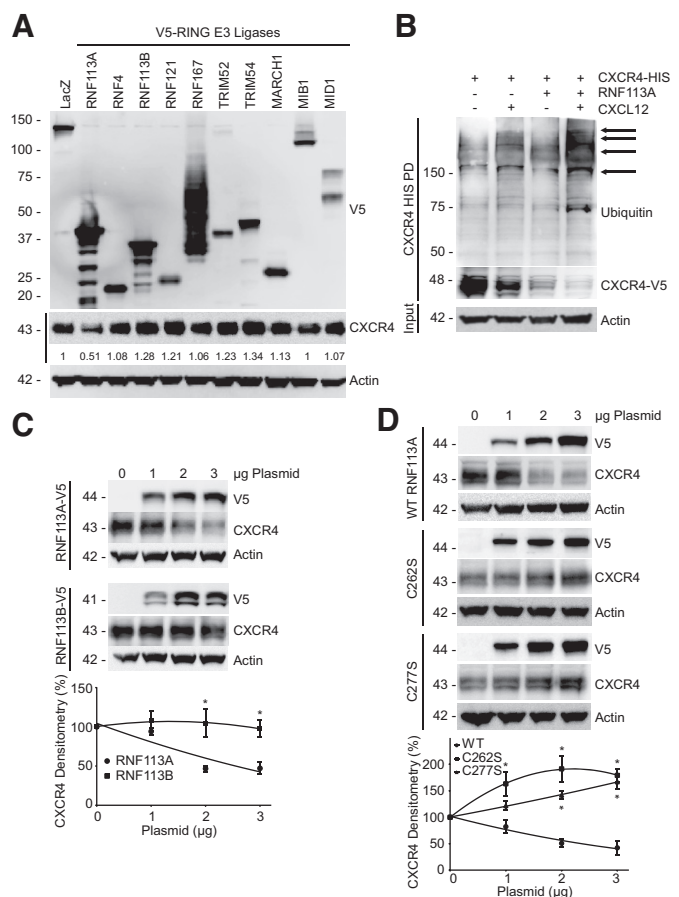 A
V5-RING E3 Ligases
LacZ
RNF113A
RNF4
RNF113B
RNF121
RNF167
TRIM52
TRIM54
MARCH1
MIB1
MID1
150 -
100 -
75 -
50 -
37 -
25 -
20 -
V5
43 -
CXCR4
1 0.51 1.08 1.28 1.21 1.06 1.23 1.34 1.13 1 1.07
42 -
Actin
B
+ + + + CXCR4-HIS
- - + + RNF113A
- + - + CXCL12
CXCR4 HIS PD
150 -
75 -
50 -
Ubiquitin
48 -
CXCR4-V5
Input
42 -
Actin
C
0 1 2 3 µg Plasmid
RNF113A-V5
44 -
V5
43 -
CXCR4
42 -
Actin
RNF113B-V5
41 -
V5
43 -
CXCR4
42 -
Actin
CXCR4 Densitometry (%)
150
100
50
0
* *
RNF113A
RNF113B
0 1 2 3
Plasmid (µg)
D
0 1 2 3 µg Plasmid
WT RNF113A
44 -
V5
43 -
CXCR4
42 -
Actin
C262S
44 -
V5
43 -
CXCR4
42 -
Actin
C277S
44 -
V5
43 -
CXCR4
42 -
Actin
CXCR4 Densitometry (%)
WT
C262S
C277S
200
150
100
50
0
* * *
* *
0 1 2 3
Plasmid (µg)